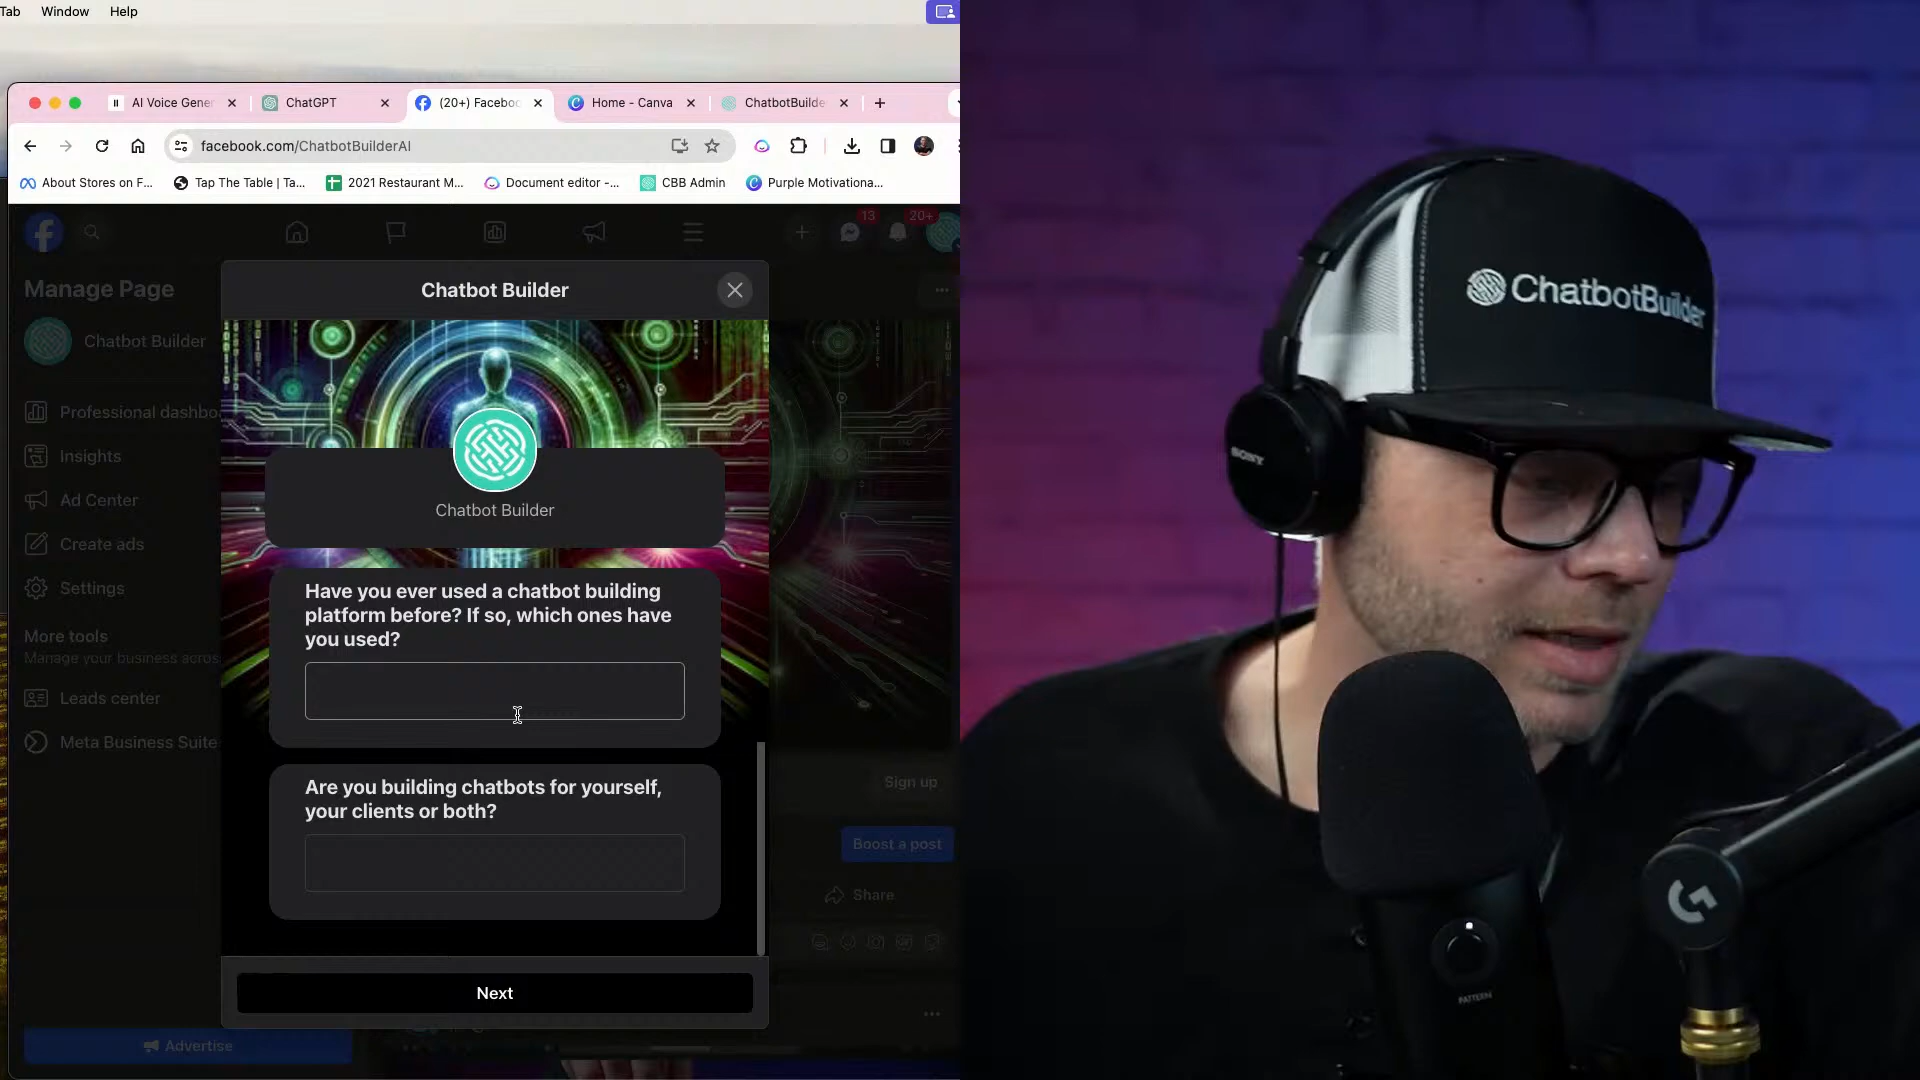 Tab Window Help
AI Voice Gener
ChatGPT
(20+) Faceboo
Home - Canva
ChatbotBuilde
facebook.com/ChatbotBuilderAI
About Stores on F...
Tap The Table | Ta...
2021 Restaurant M...
Document editor -...
CBB Admin
Purple Motivationa...
13
20+
Manage Page
Chatbot Builder
Professional dashbo
Insights
Ad Center
Create ads
Settings
More tools
Manage your business acros
Leads center
Meta Business Suite
Advertise
Chatbot Builder
Chatbot Builder
Have you ever used a chatbot building
platform before? If so, which ones have
you used?
Are you building chatbots for yourself,
your clients or both?
Next
Sign up
Boost a post
Share
ChatbotBuilder
SONY
PATTERN